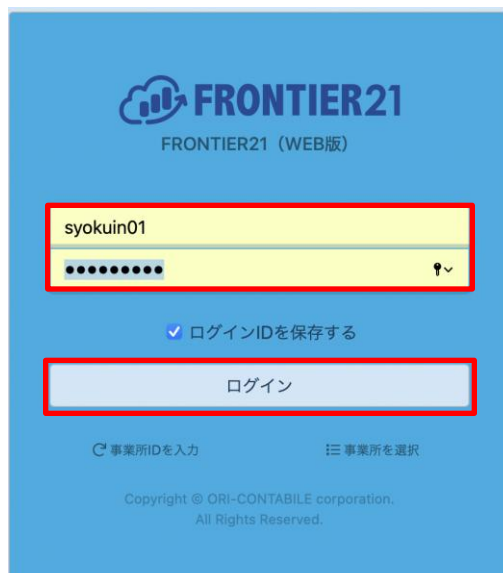 FRONTIER21
FRONTIER21（WEB版）
syokuin01
●●●●●●●●●
ログインIDを保存する
ログイン
事業所IDを入力
事業所を選択
Copyright © ORI-CONTABILE corporation.
All Rights Reserved.